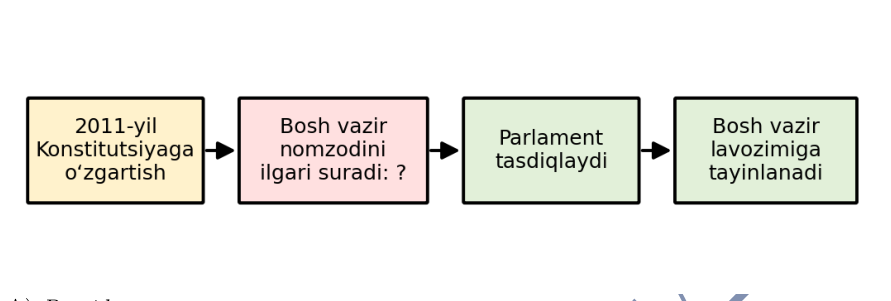 2011-yil
Konstitutsiyaga
o‘zgartish
Bosh vazir
nomzodini
ilgari suradi: ?
Parlament
tasdiqlaydi
Bosh vazir
lavozimiga
tayinlanadi